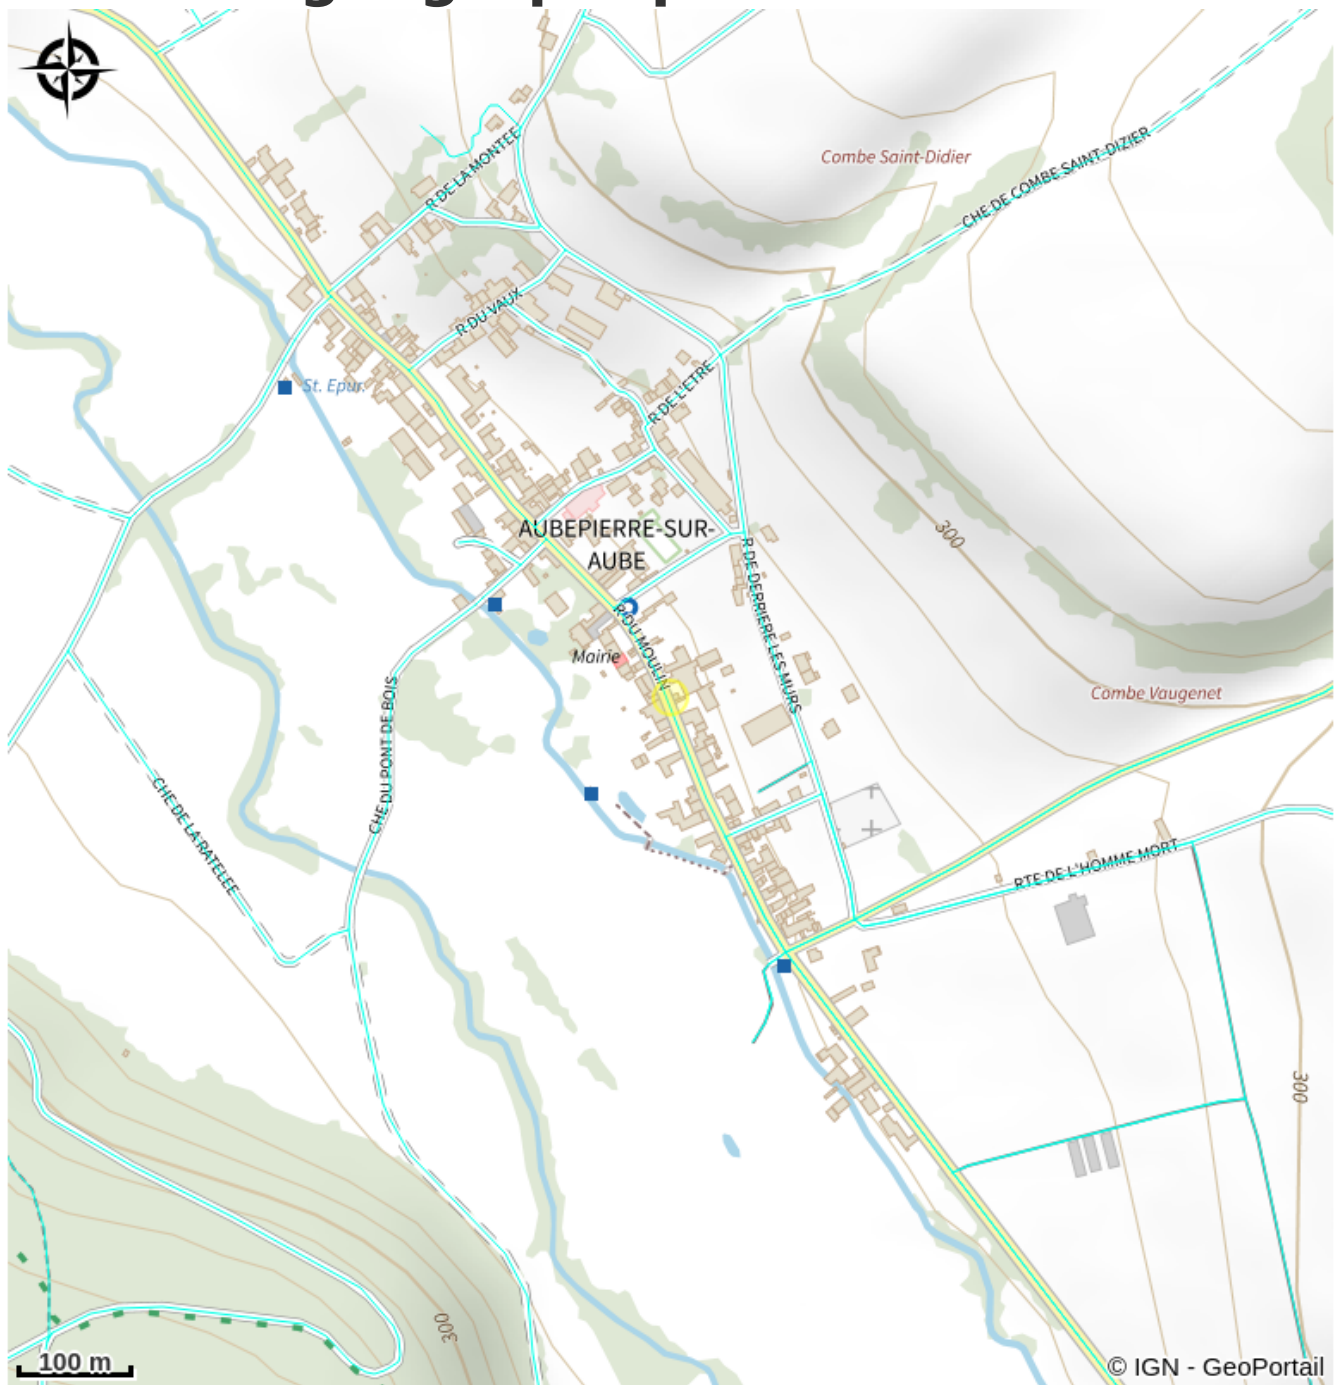 R DE LA MONTEE
Combe Saint-Didier
CHE DE COMBE SAINT-DIZIER
R DU VAUX
St. Epur.
R DE L'ETRE
AUBEPIERRE-SUR-
AUBE
300
R DE DERRIERE LES MURS
R DU MOULIN
Mairie
Combe Vaugenet
CHE DU PONT DE BOIS
CHE DE LA RATELEE
RTE DE L'HOMME MORT
300
300
100 m
© IGN - GeoPortail